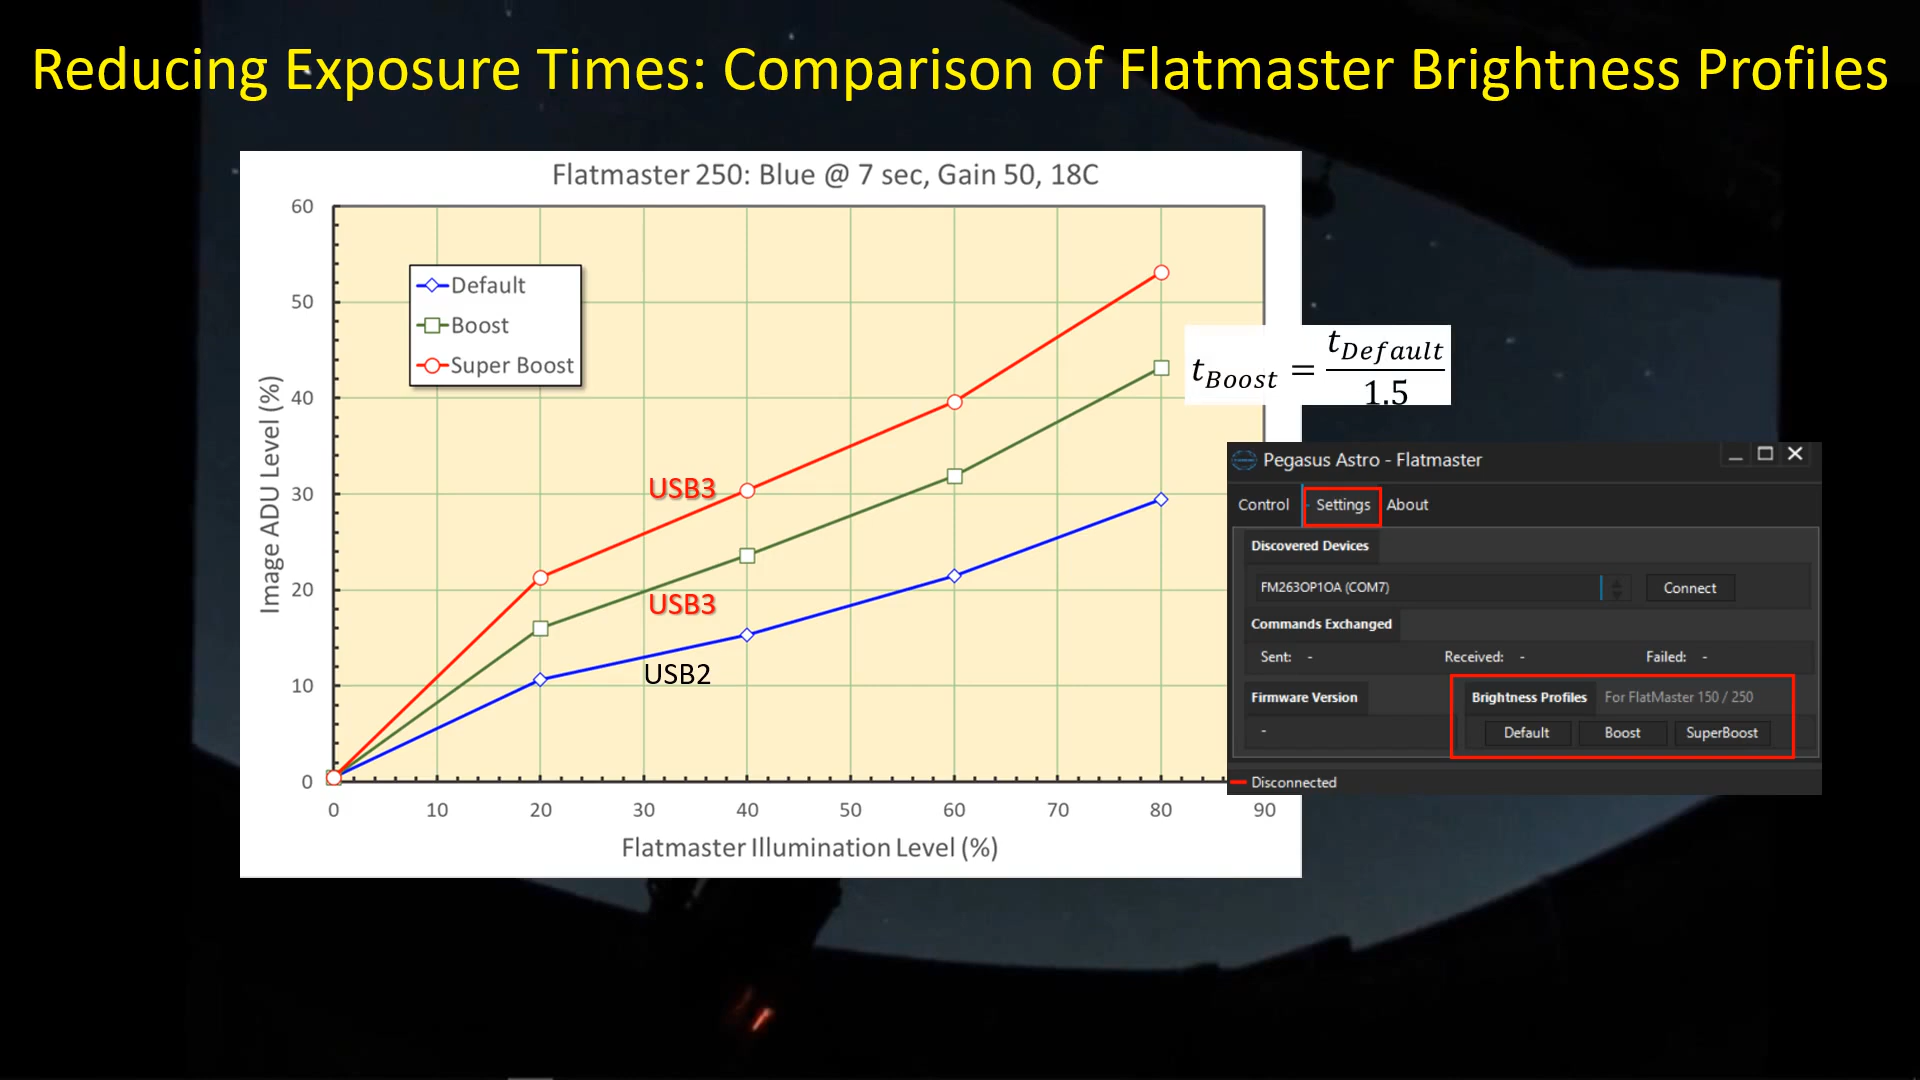 Reducing Exposure Times: Comparison of Flatmaster Brightness Profiles
Flatmaster 250: Blue @ 7 sec, Gain 50, 18C
60
50
40
30
20
10
0
Image ADU Level (%)
Default
Boost
Super Boost
USB3
USB3
USB2
0 10 20 30 40 50 60 70 80 90
Flatmaster Illumination Level (%)
t_Boost = t_Default / 1.5
Pegasus Astro - Flatmaster
Control Settings About
Discovered Devices
FM263OP1OA (COM7) Connect
Commands Exchanged
Sent: - Received: - Failed: -
Firmware Version
-
Brightness Profiles For FlatMaster 150 / 250
Default Boost SuperBoost
Disconnected